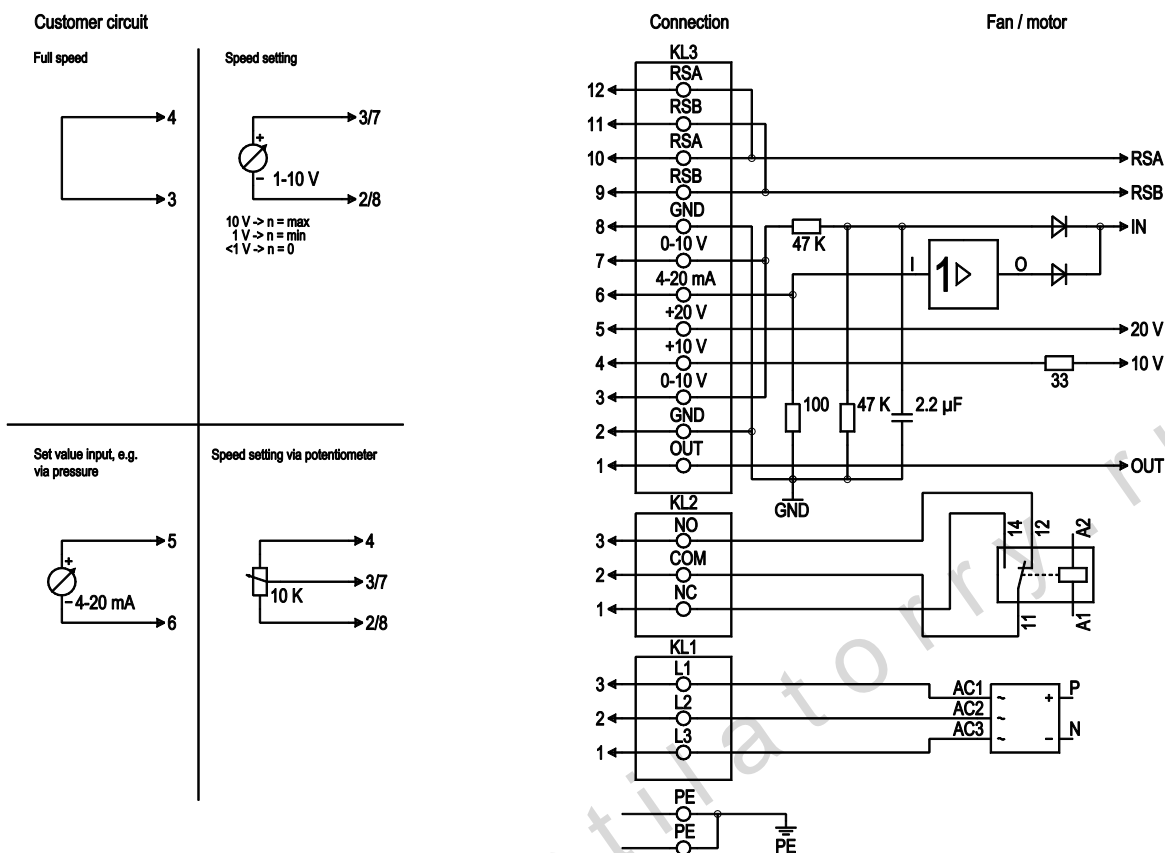 Customer circuit
Connection
Fan / motor
Full speed
4
3
Speed setting
3/7
+
1-10 V
–
2/8
10 V -> n = max
1 V -> n = min
<1 V -> n = 0
Set value input, e.g.
via pressure
5
+
4-20 mA
–
6
Speed setting via potentiometer
4
3/7
10 K
2/8
KL3
RSA
12
RSB
11
RSA
10
RSA
RSB
9
RSB
GND
8
47 K
IN
0-10 V
7
I
1
O
4-20 mA
6
+20 V
5
20 V
+10 V
4
33
10 V
0-10 V
3
100
47 K
2.2 µF
GND
2
OUT
1
OUT
GND
KL2
NO
3
COM
2
NC
1
14
12
A2
11
A1
KL1
L1
3
AC1
~
+
P
L2
2
AC2
~
L3
1
AC3
~
–
N
PE
PE
PE